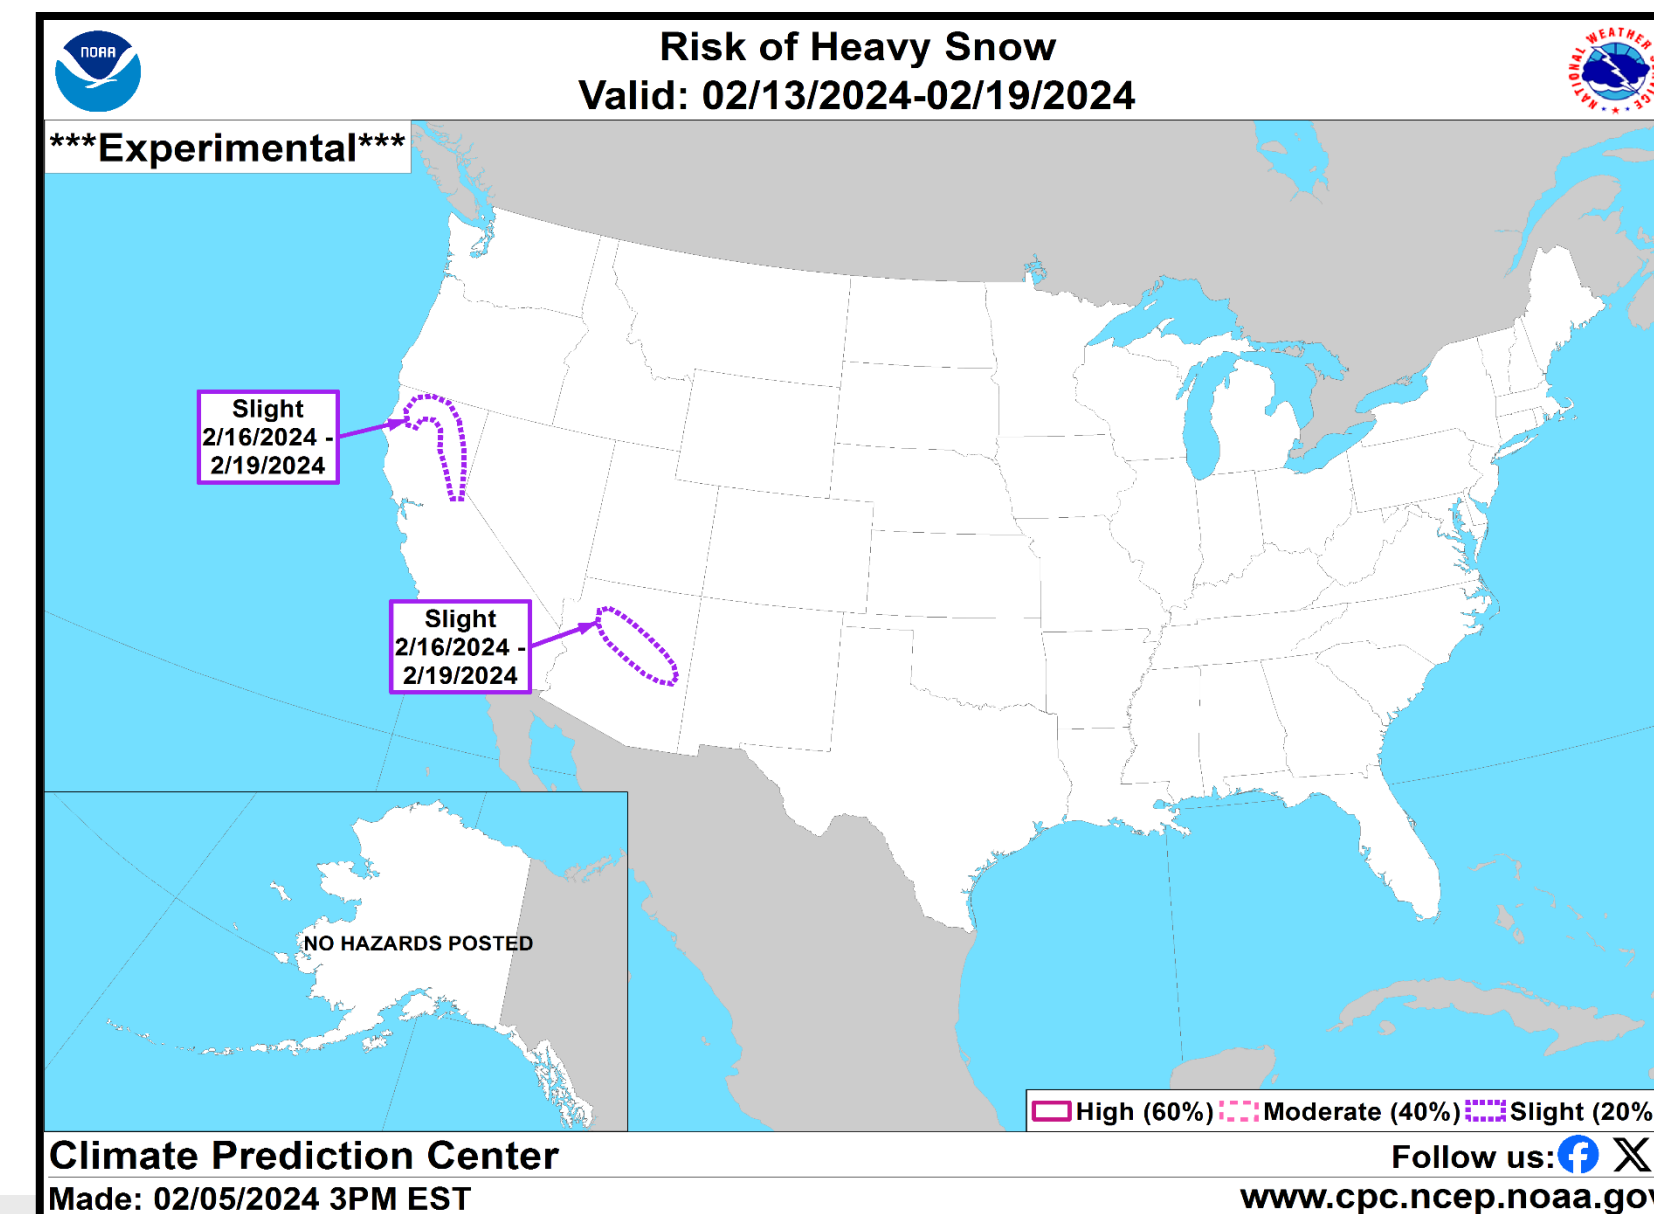 NOAA
Risk of Heavy Snow
Valid: 02/13/2024-02/19/2024
NATIONAL WEATHER
***Experimental***
Slight
2/16/2024 -
2/19/2024
Slight
2/16/2024 -
2/19/2024
NO HAZARDS POSTED
High (60%) Moderate (40%) Slight (20%
Climate Prediction Center
Follow us:
Made: 02/05/2024 3PM EST
www.cpc.ncep.noaa.gov